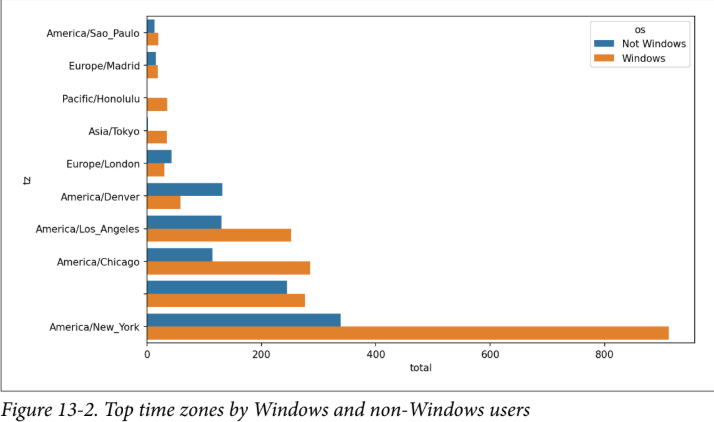 America/Sao_Paulo
Europe/Madrid
Pacific/Honolulu
Asia/Tokyo
Europe/London
America/Denver
America/Los_Angeles
America/Chicago
America/New_York
tz
os
Not Windows
Windows
0 200 400 600 800
total
Figure 13-2. Top time zones by Windows and non-Windows users